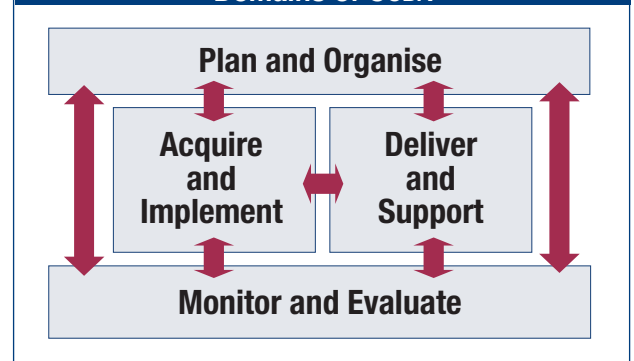 Plan and Organise
Acquire
and
Implement
Deliver
and
Support
Monitor and Evaluate